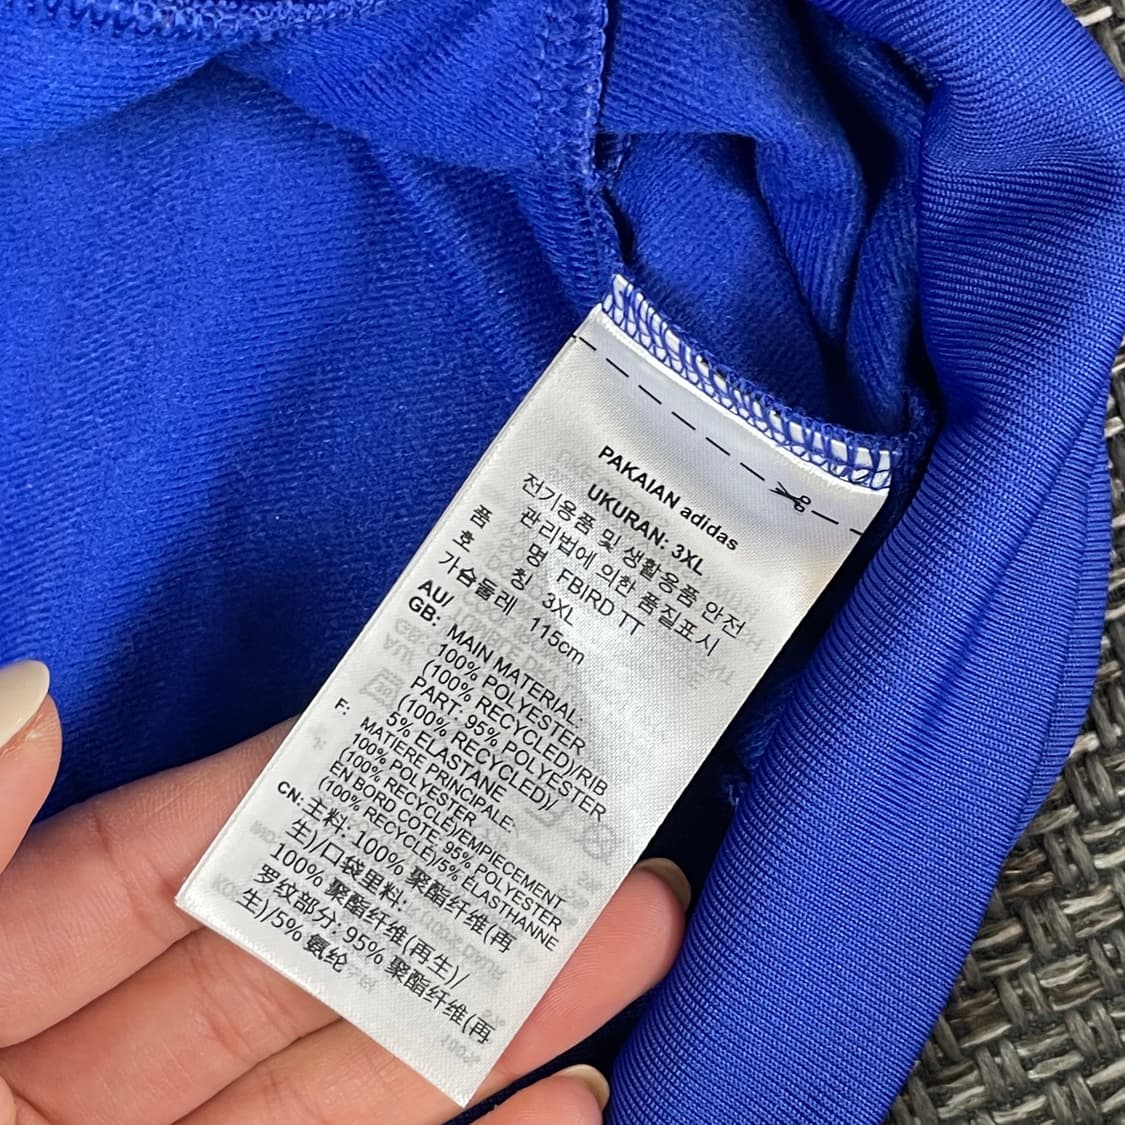 PAKAIAN adidas
UKURAN: 3XL
전기용품 및 생활용품 안전
관리법에 의한 품질표시
품 명 FBIRD TT
호 칭 3XL
가슴둘레 115cm
AU/
GB: MAIN MATERIAL:
100% POLYESTER
(100% RECYCLED)/RIB
PART: 95% POLYESTER
(100% RECYCLED)/
5% ELASTANE
F: MATIERE PRINCIPALE:
100% POLYESTER
(100% RECYCLE)/EMPIECEMENT
EN BORD COTE: 95% POLYESTER
(100% RECYCLE)/5% ELASTHANNE
CN: 主料: 100% 聚酯纤维(再
生)/口袋里料:
100% 聚酯纤维(再生)/
罗纹部分: 95% 聚酯纤维(再
生)/5% 氨纶